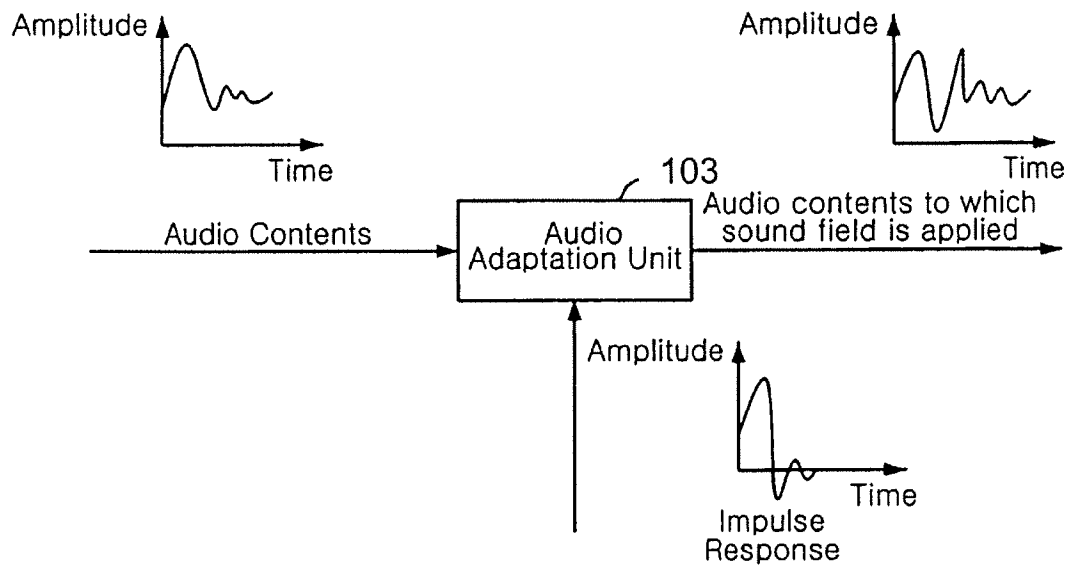 Amplitude
Time
Amplitude
Time
103
Audio Contents
Audio
Adaptation Unit
Audio contents to which
sound field is applied
Amplitude
Time
Impulse
Response